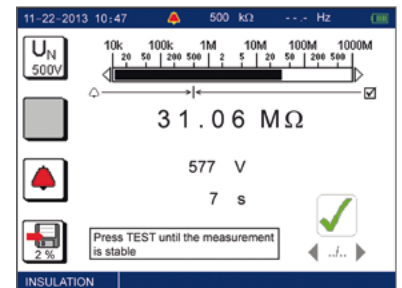 11-22-2013 10:47 500 kΩ --.- Hz
UN
500V
10k 100k 1M 10M 100M 1000M
20 50 200 500 2 5 20 50 200 500
31.06 MΩ
577 V
7 s
2 %
Press TEST until the measurement
is stable
../..
INSULATION